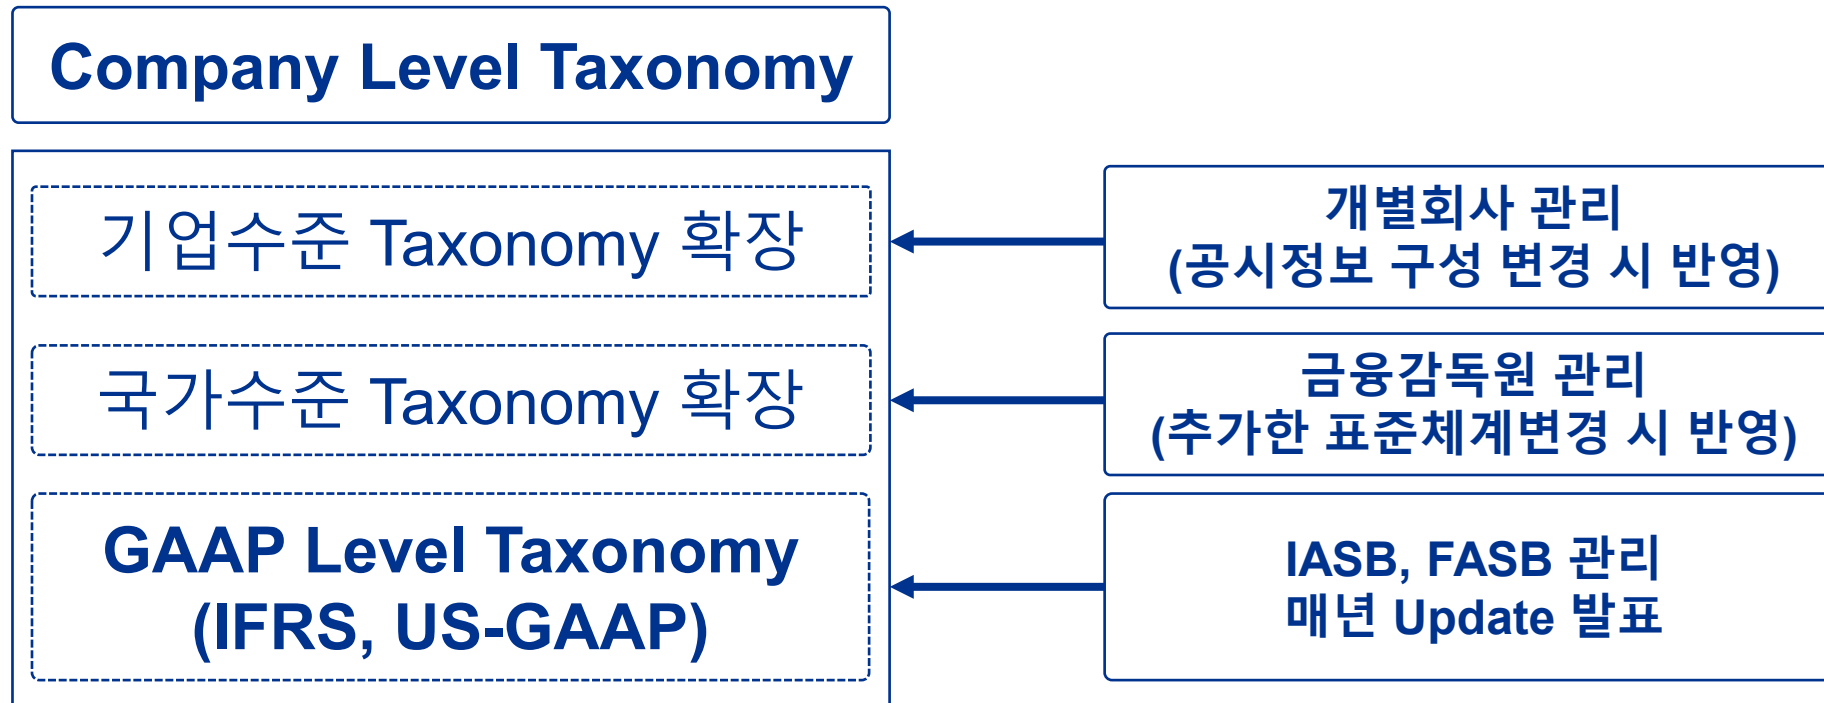 Company Level Taxonomy
기업수준 Taxonomy 확장
개별회사 관리
(공시정보 구성 변경 시 반영)
국가수준 Taxonomy 확장
금융감독원 관리
(추가한 표준체계변경 시 반영)
GAAP Level Taxonomy
(IFRS, US-GAAP)
IASB, FASB 관리
매년 Update 발표